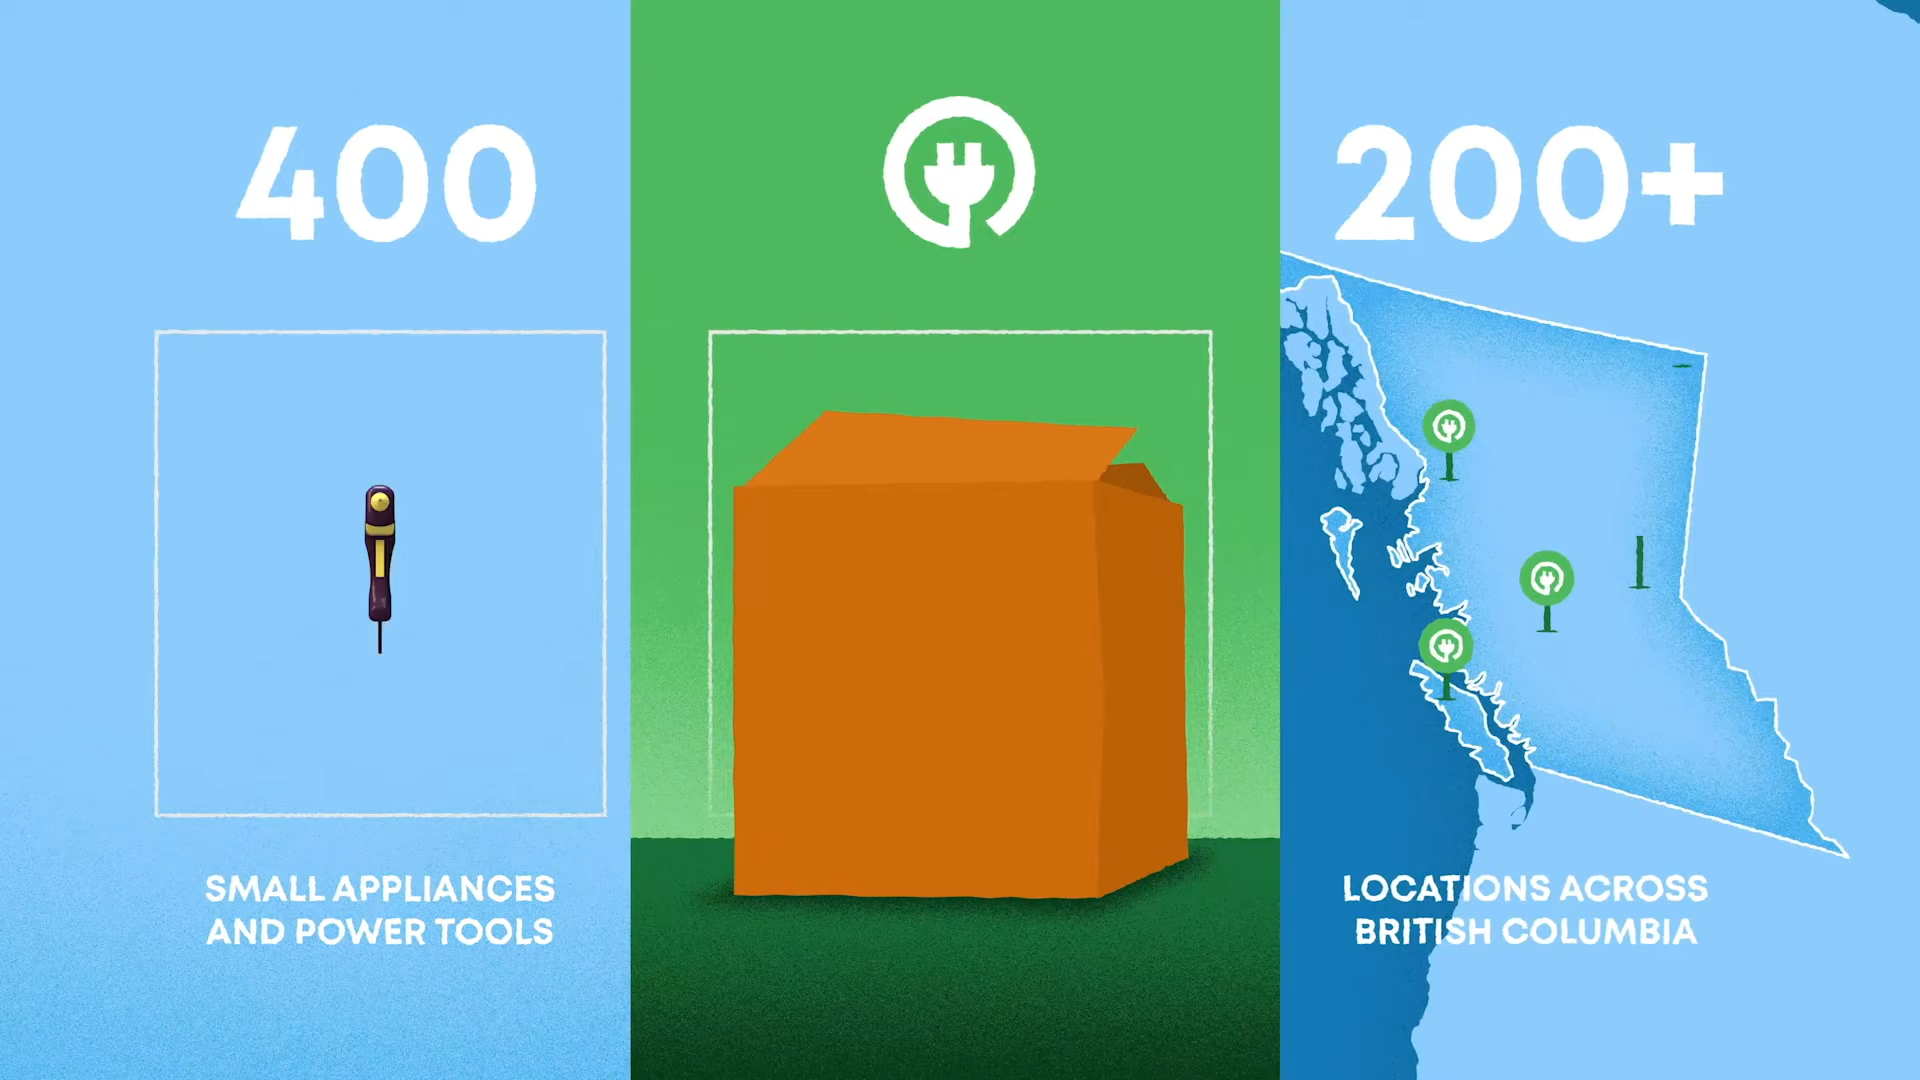 400
SMALL APPLIANCES
AND POWER TOOLS
200+
LOCATIONS ACROSS
BRITISH COLUMBIA